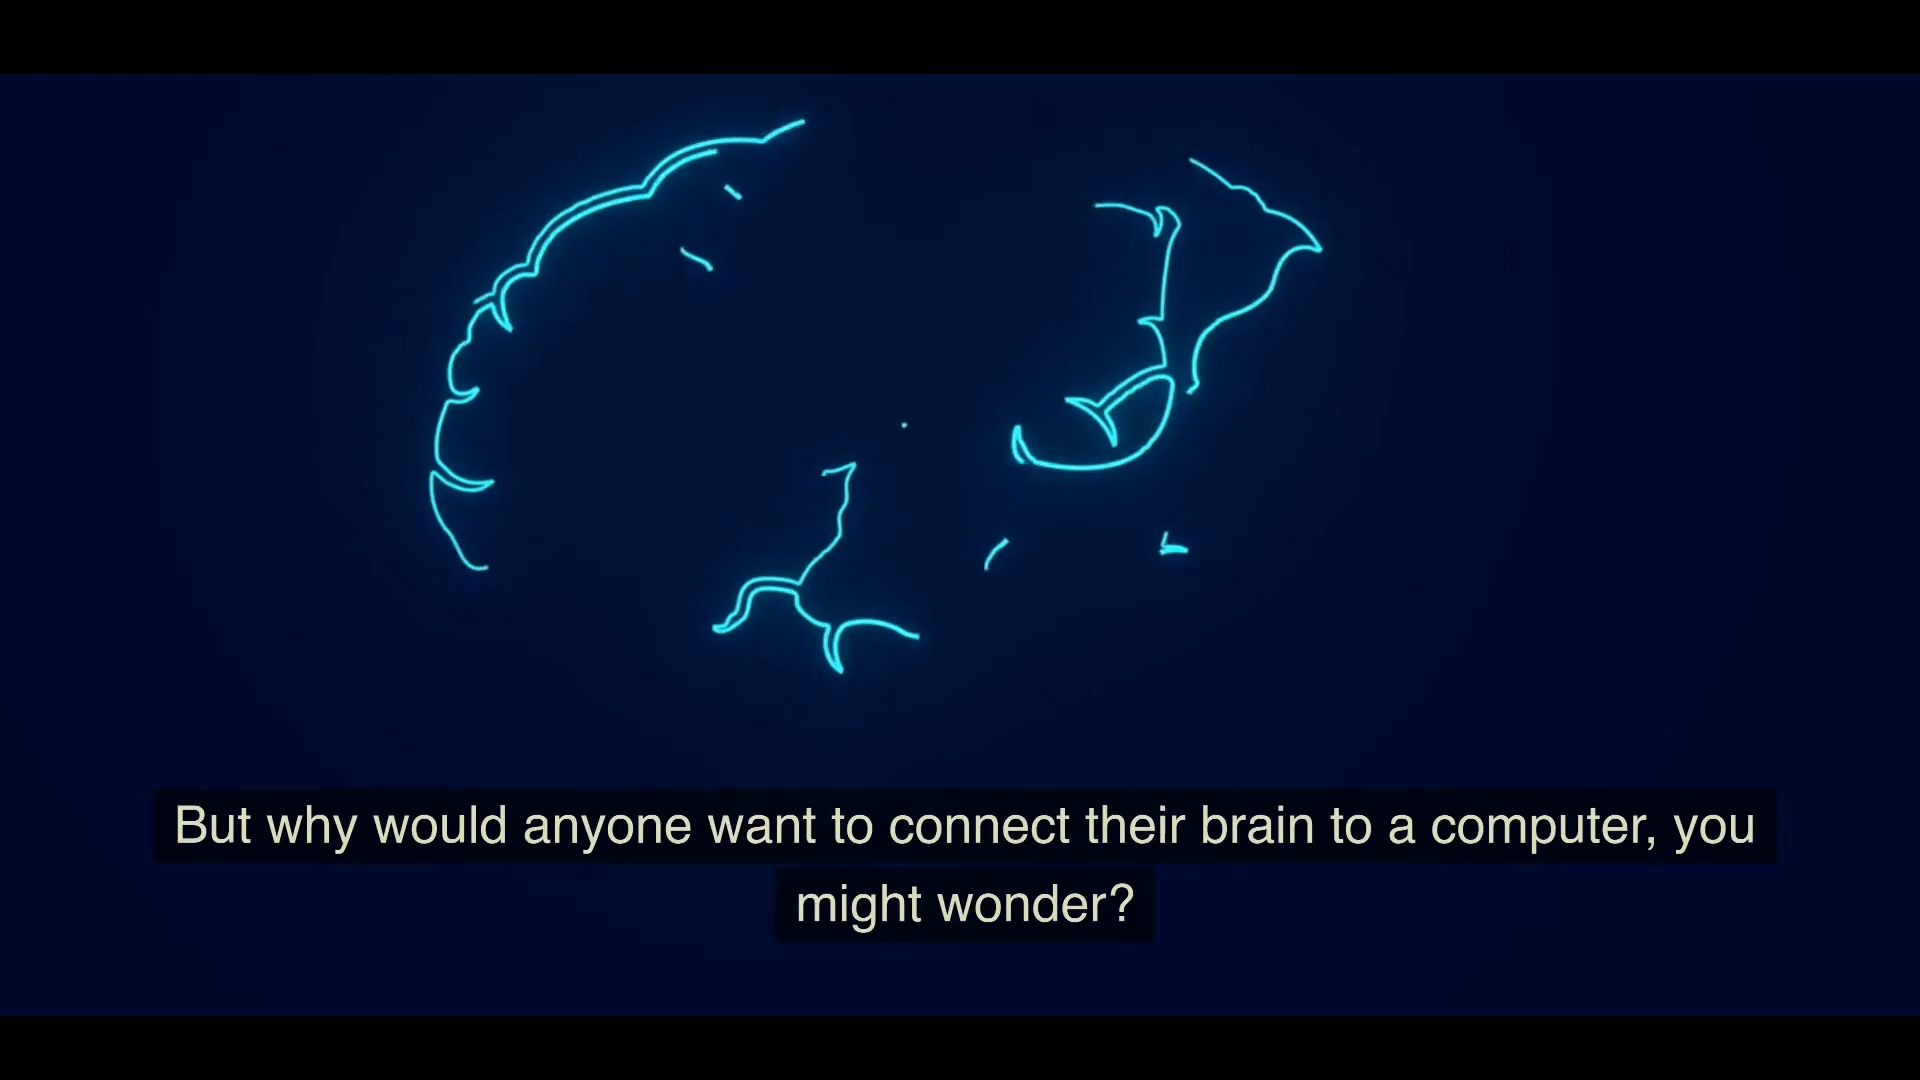 But why would anyone want to connect their brain to a computer, you
might wonder?